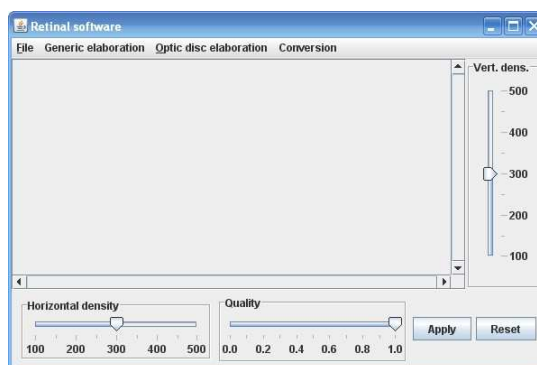 Retinal software
File Generic elaboration Optic disc elaboration Conversion
Vert. dens.
500
400
300
200
100
Horizontal density
100 200 300 400 500
Quality
0.0 0.2 0.4 0.6 0.8 1.0
Apply Reset